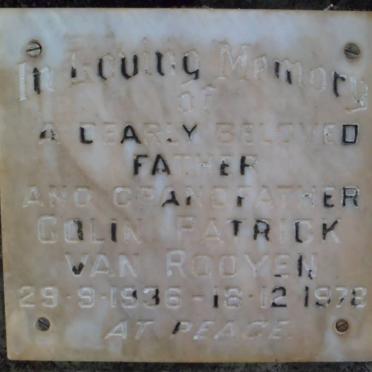 In Loving Memory
of
A DEARLY BELOVED
FATHER
AND GRANDFATHER
COLIN PATRICK
VAN ROOYEN
29·9·1936 - 18·12·1978
AT PEACE.